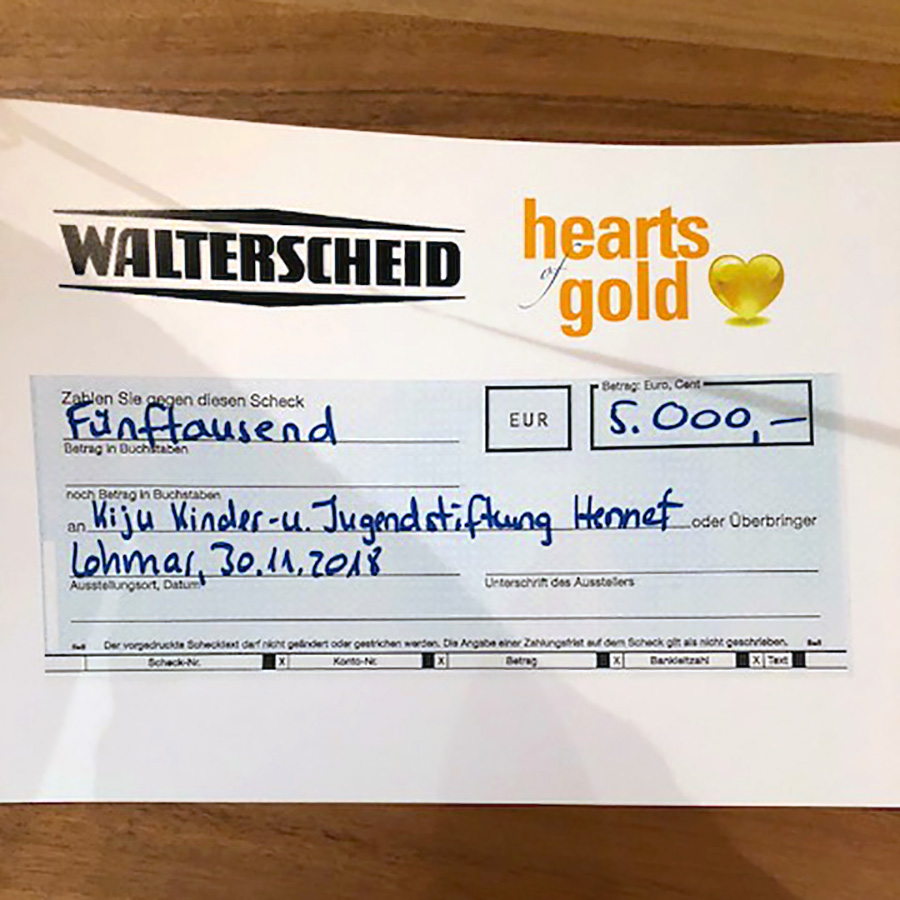 WALTERSCHEID
hearts
of
gold
Zahlen Sie gegen diesen Scheck
Fünftausend
Betrag in Buchstaben
EUR
Betrag: Euro, Cent
5.000,—
noch Betrag in Buchstaben
an Kiju Kinder-u. Jugendstiftung Hennef oder Überbringer
Lohmar, 30.11.2018
Ausstellungsort, Datum
Unterschrift des Ausstellers
Der vorgedruckte Schecktext darf nicht geändert oder gestrichen werden. Die Angabe einer Zahlungsfrist auf dem Scheck gilt als nicht geschrieben.
Scheck-Nr. X Konto-Nr. X Betrag X Bankleitzahl X Text